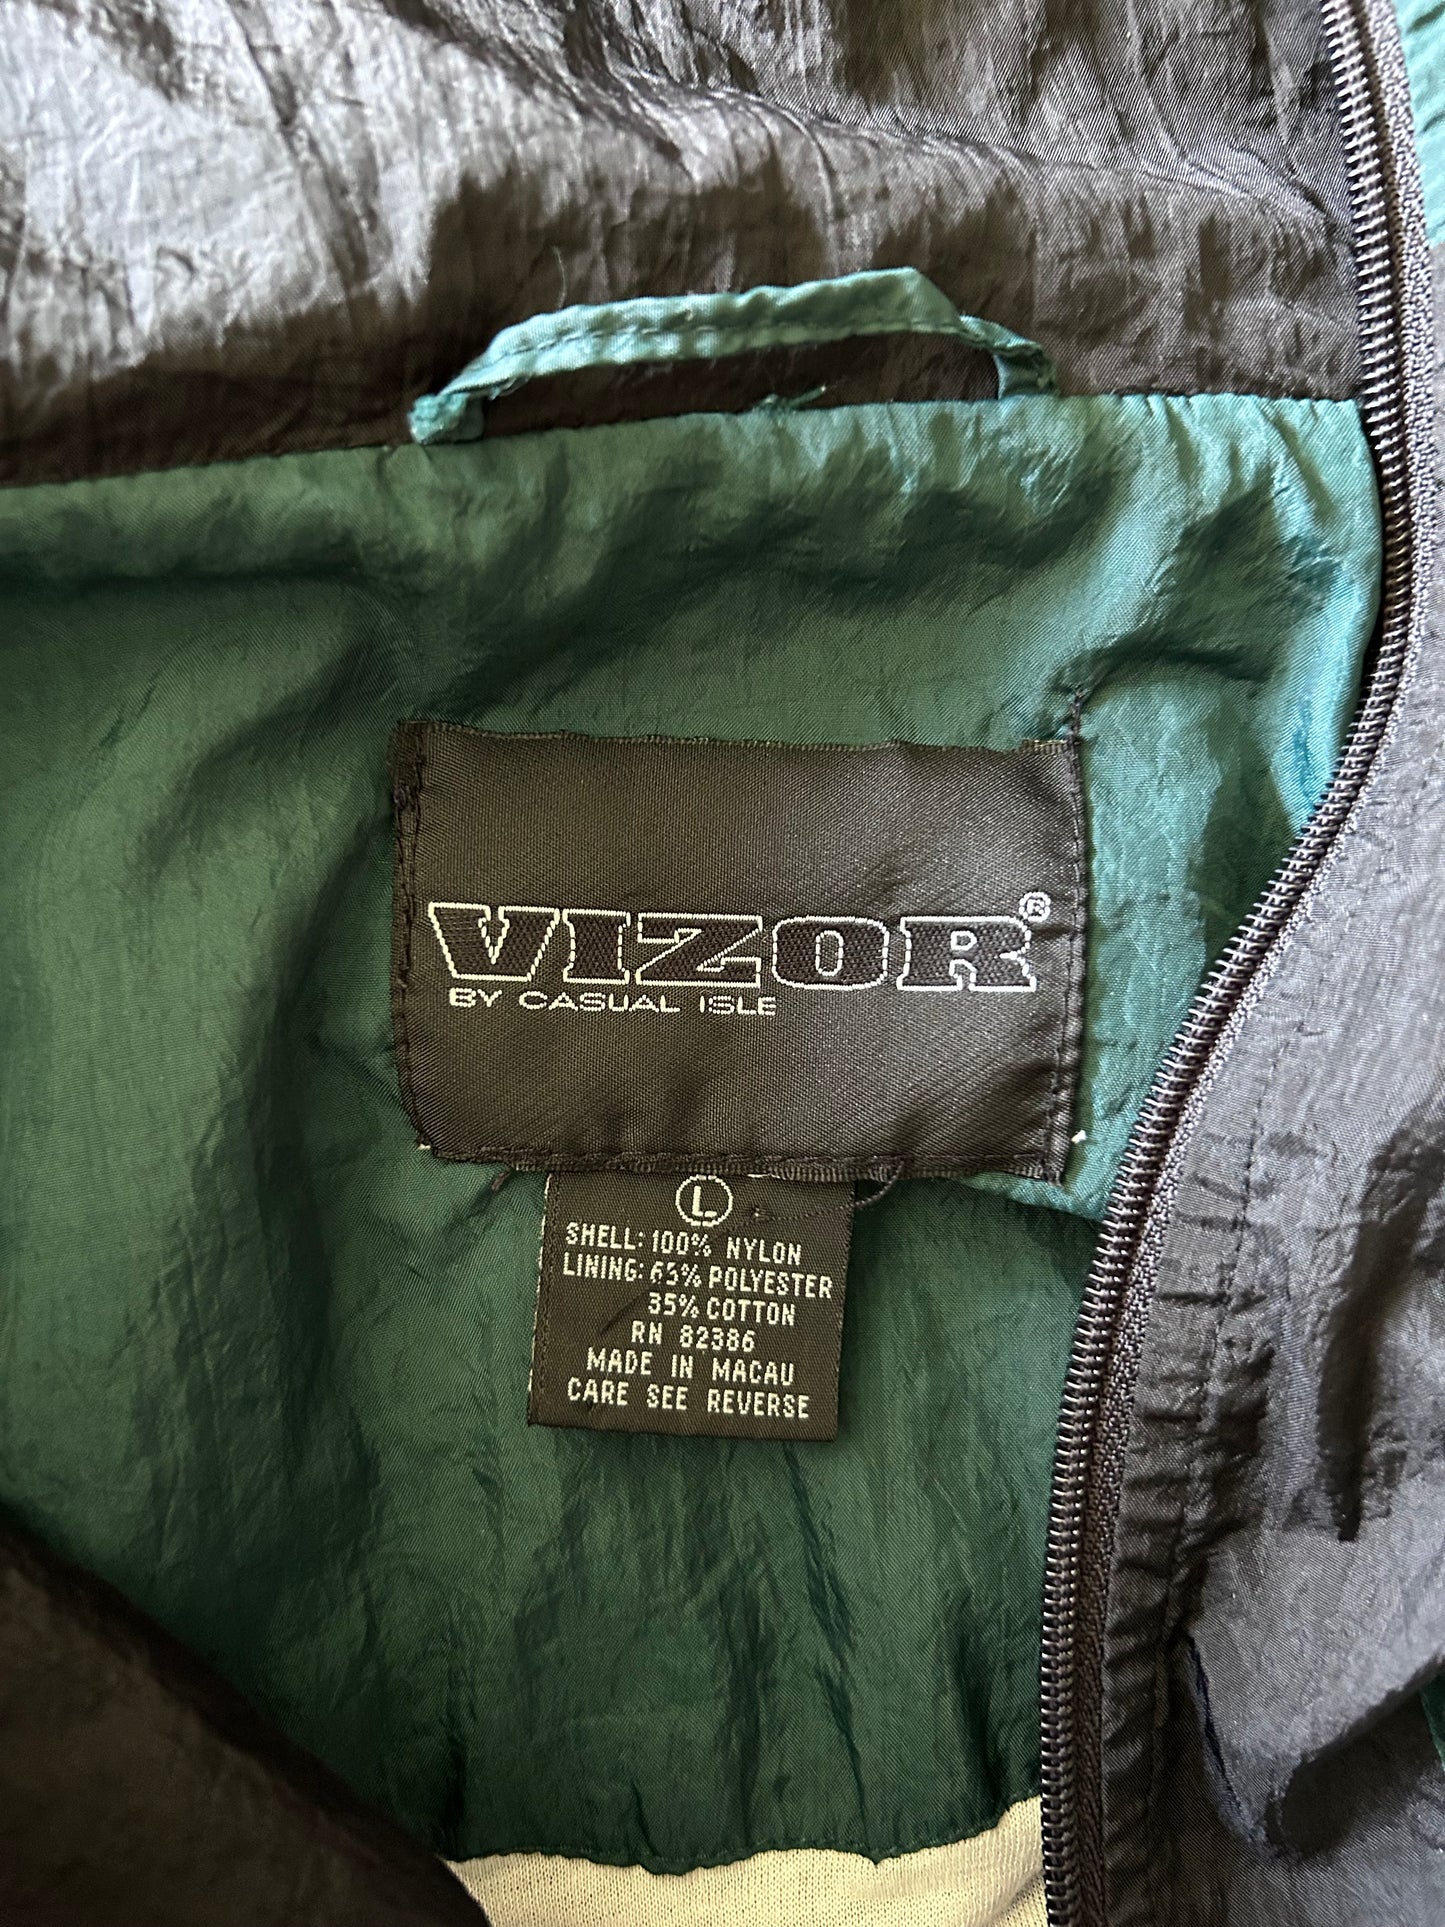 VIZOR®
BY CASUAL ISLE
L
SHELL: 100% NYLON
LINING: 65% POLYESTER
35% COTTON
RN 82386
MADE IN MACAU
CARE SEE REVERSE